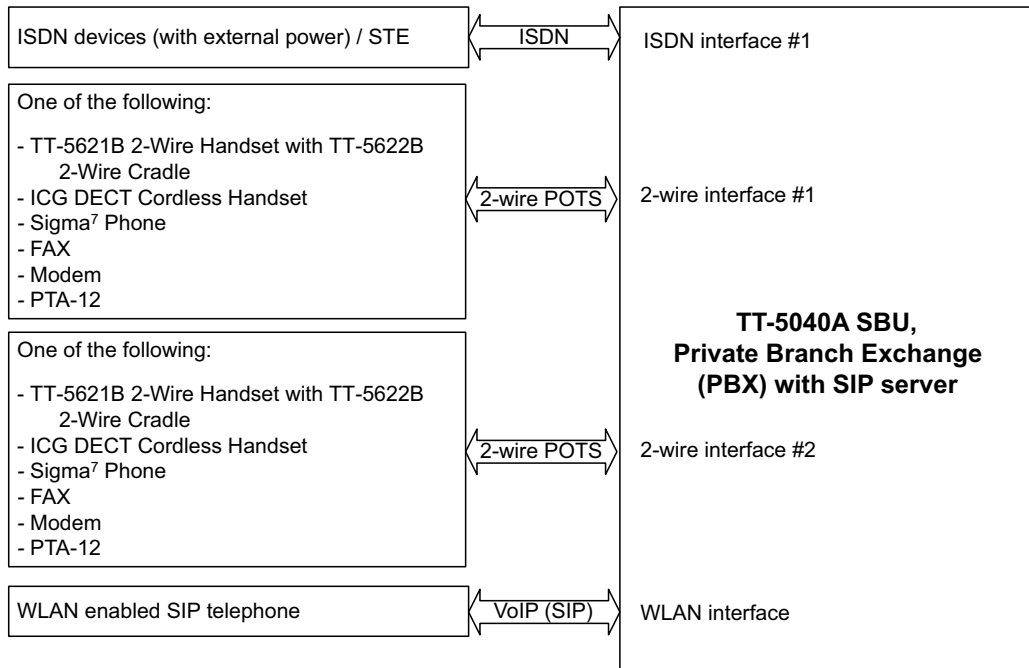 ISDN devices (with external power) / STE
ISDN
ISDN interface #1
One of the following:
- TT-5621B 2-Wire Handset with TT-5622B
2-Wire Cradle
- ICG DECT Cordless Handset
- Sigma⁷ Phone
- FAX
- Modem
- PTA-12
2-wire POTS
2-wire interface #1
TT-5040A SBU,
Private Branch Exchange
(PBX) with SIP server
One of the following:
- TT-5621B 2-Wire Handset with TT-5622B
2-Wire Cradle
- ICG DECT Cordless Handset
- Sigma⁷ Phone
- FAX
- Modem
- PTA-12
2-wire POTS
2-wire interface #2
WLAN enabled SIP telephone
VoIP (SIP)
WLAN interface